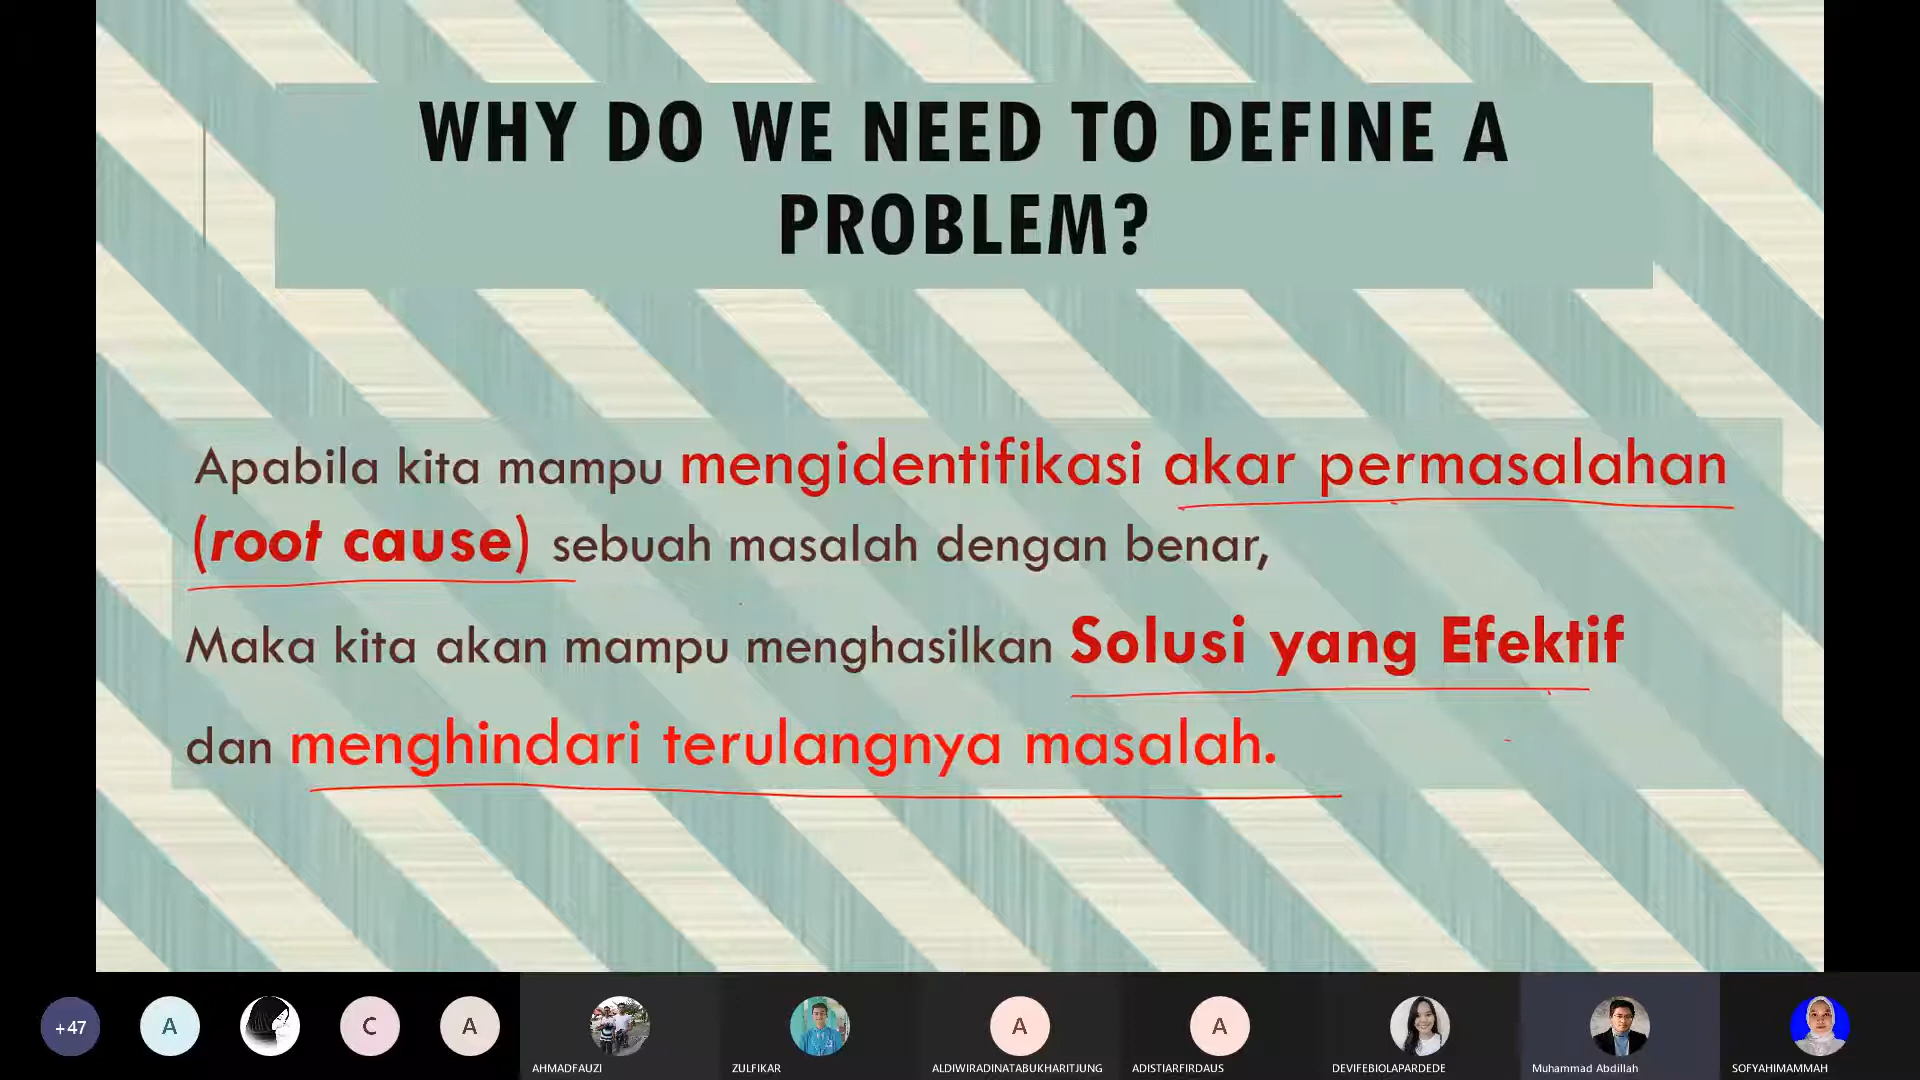 WHY DO WE NEED TO DEFINE A
PROBLEM?
Apabila kita mampu mengidentifikasi akar permasalahan
(root cause) sebuah masalah dengan benar,
Maka kita akan mampu menghasilkan Solusi yang Efektif
dan menghindari terulangnya masalah.
+47
A
C
A
A
A
AHMADFAUZI
ZULFIKAR
ALDIWIRADINATABUKHARITJUNG
ADISTIARFIRDAUS
DEVIFEBIOLAPARDEDE
Muhammad Abdillah
SOFYAHIMAMMAH